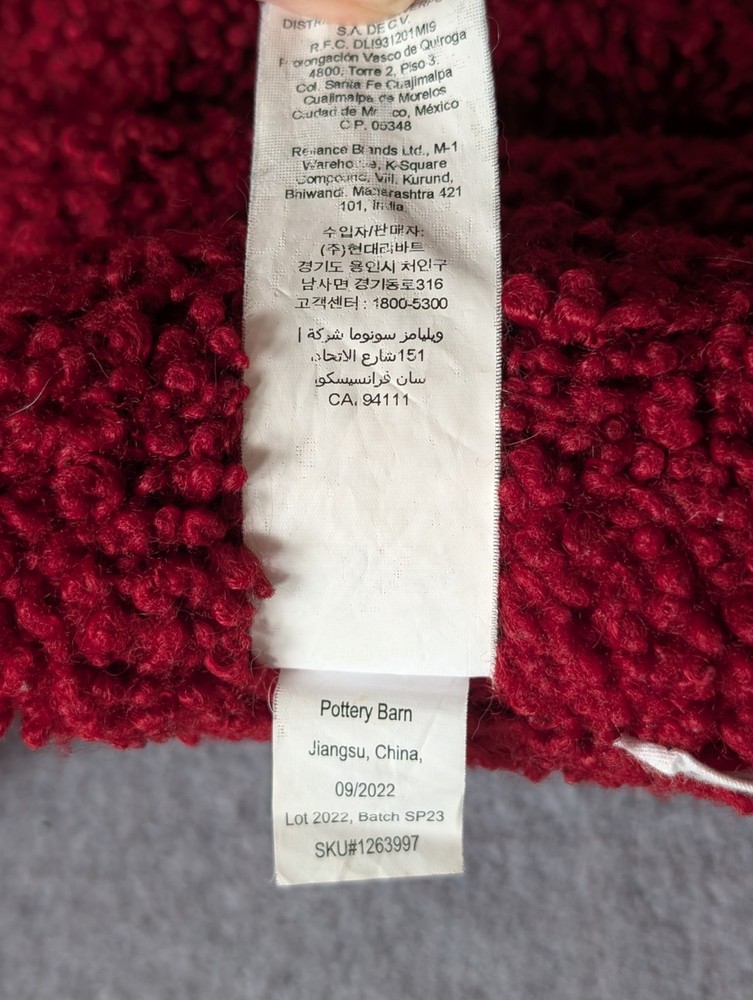 S.A. DE C.V.
R.F.C. DLI931201MI9
Prolongación Vasco de Quiroga
4800, Torre 2, Piso 3.
Col. Santa Fe Cuajimalpa
Cuajimalpa de Morelos
Ciudad de México, México
C.P. 05348
Reliance Brands Ltd., M-1
Warehouse, K-Square
Compound, Vill. Kurund,
Bhiwandi. Maharashtra 421
101, India
수입자/판매자:
(주)현대리바트
경기도 용인시 처인구
남사면 경기동로316
고객센터 : 1800-5300
ويليامز سونوما شركة |
151شارع الاتحاد،
سان فرانسيسكو،
CA، 94111
Pottery Barn
Jiangsu, China,
09/2022
Lot 2022, Batch SP23
SKU#1263997